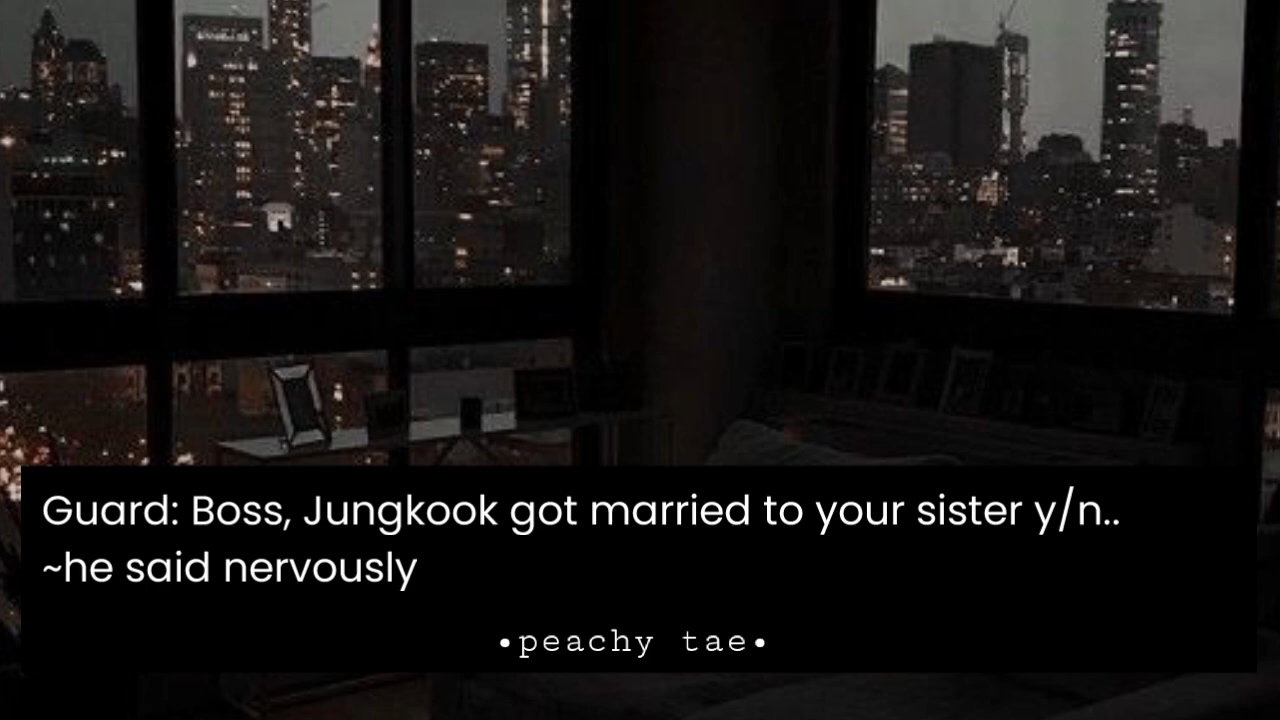 Guard: Boss, Jungkook got married to your sister y/n..
~he said nervously
•peachy tae•